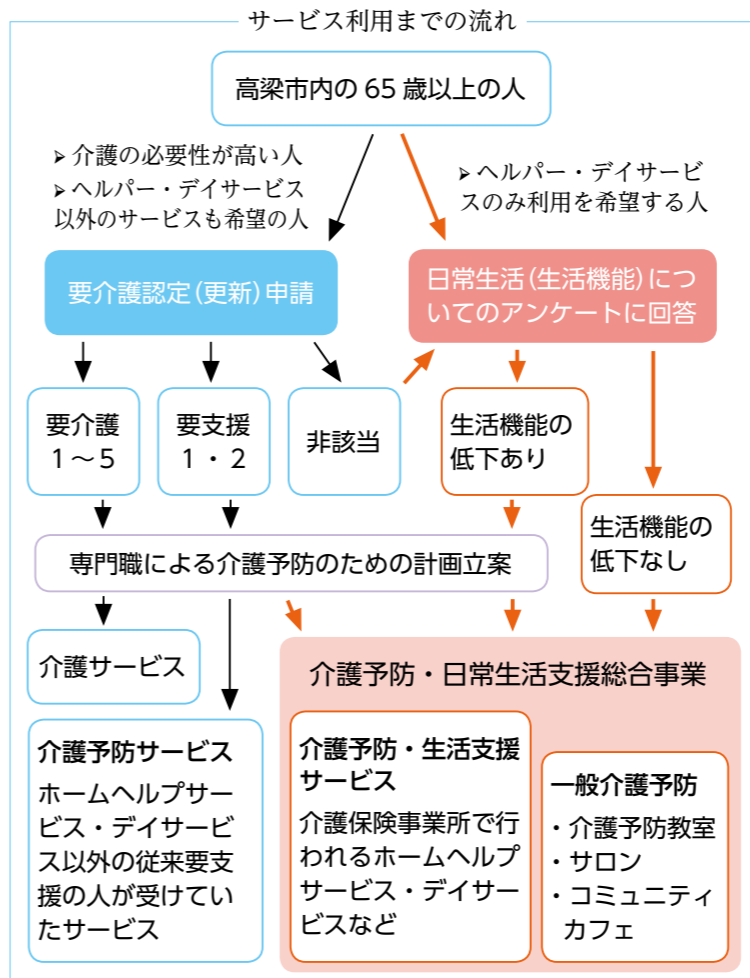 サービス利用までの流れ
高梁市内の 65 歳以上の人
➢ 介護の必要性が高い人
➢ ヘルパー・デイサービス
以外のサービスも希望の人
➢ ヘルパー・デイサービ
スのみ利用を希望する人
要介護認定(更新)申請
日常生活(生活機能)につ
いてのアンケートに回答
要介護
1～5
要支援
1・2
非該当
生活機能の
低下あり
生活機能の
低下なし
専門職による介護予防のための計画立案
介護サービス
介護予防・日常生活支援総合事業
介護予防サービス
ホームヘルプサー
ビス・デイサービ
ス以外の従来要支
援の人が受けてい
たサービス
介護予防・生活支援
サービス
介護保険事業所で行
われるホームヘルプ
サービス・デイサー
ビスなど
一般介護予防
・介護予防教室
・サロン
・コミュニティ
カフェ